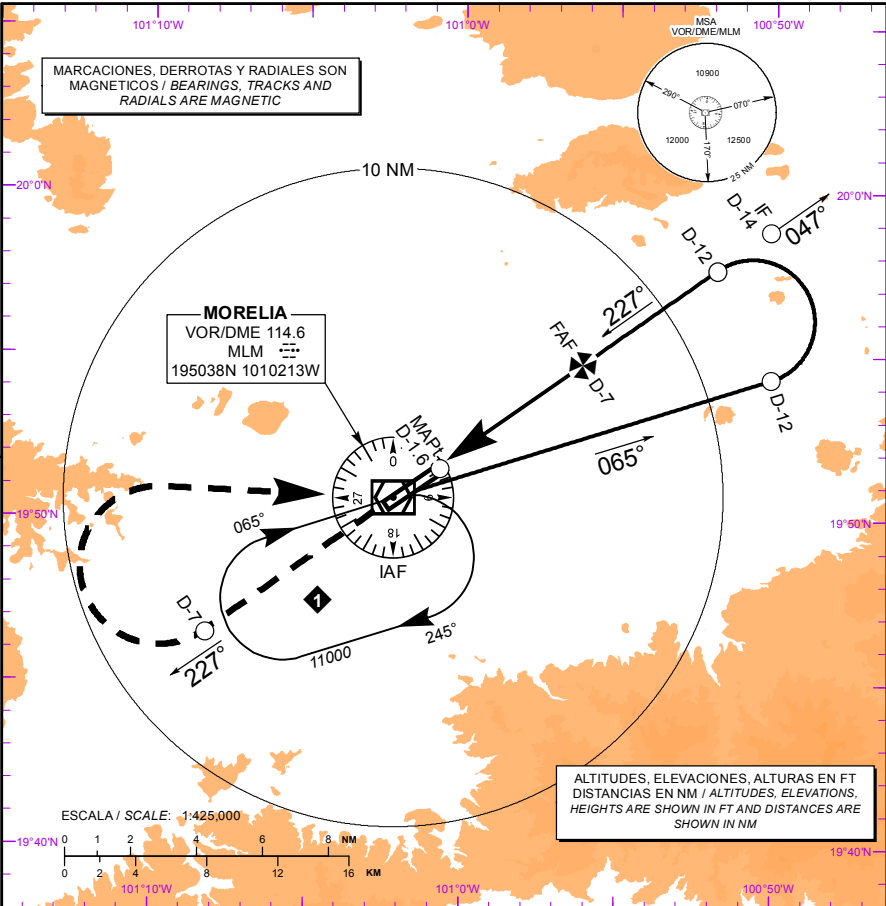 101°10'W
101°0'W
100°50'W
MSA
VOR/DME/MLM
10900
290°
070°
12000
12500
170°
25 NM
MARCACIONES, DERROTAS Y RADIALES SON
MAGNETICOS / BEARINGS, TRACKS AND
RADIALS ARE MAGNETIC
10 NM
20°0'N
20°0'N
IF
D-14
047°
D-12
227°
FAF
D-7
D-12
065°
MORELIA
VOR/DME 114.6
MLM
195038N 1010213W
MAPt
D-1.6
0
27
9
18
IAF
19°50'N
19°50'N
065°
1
D-7
227°
11000
245°
ALTITUDES, ELEVACIONES, ALTURAS EN FT
DISTANCIAS EN NM / ALTITUDES, ELEVATIONS,
HEIGHTS ARE SHOWN IN FT AND DISTANCES ARE
SHOWN IN NM
ESCALA / SCALE: 1:425,000
0 1 2 4 6 8 NM
0 2 4 8 12 16 KM
19°40'N
19°40'N
101°10'W
101°0'W
100°50'W